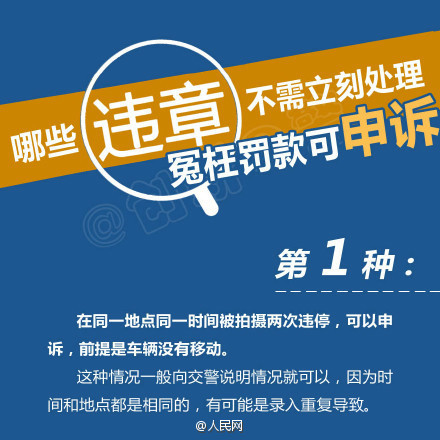 哪些违章不需立刻处理
冤枉罚款可申诉
第1种：
在同一地点同一时间被拍摄两次违停，可以申
诉，前提是车辆没有移动。
这种情况一般向交警说明情况就可以，因为时
间和地点都是相同的，有可能是录入重复导致。
@人民网